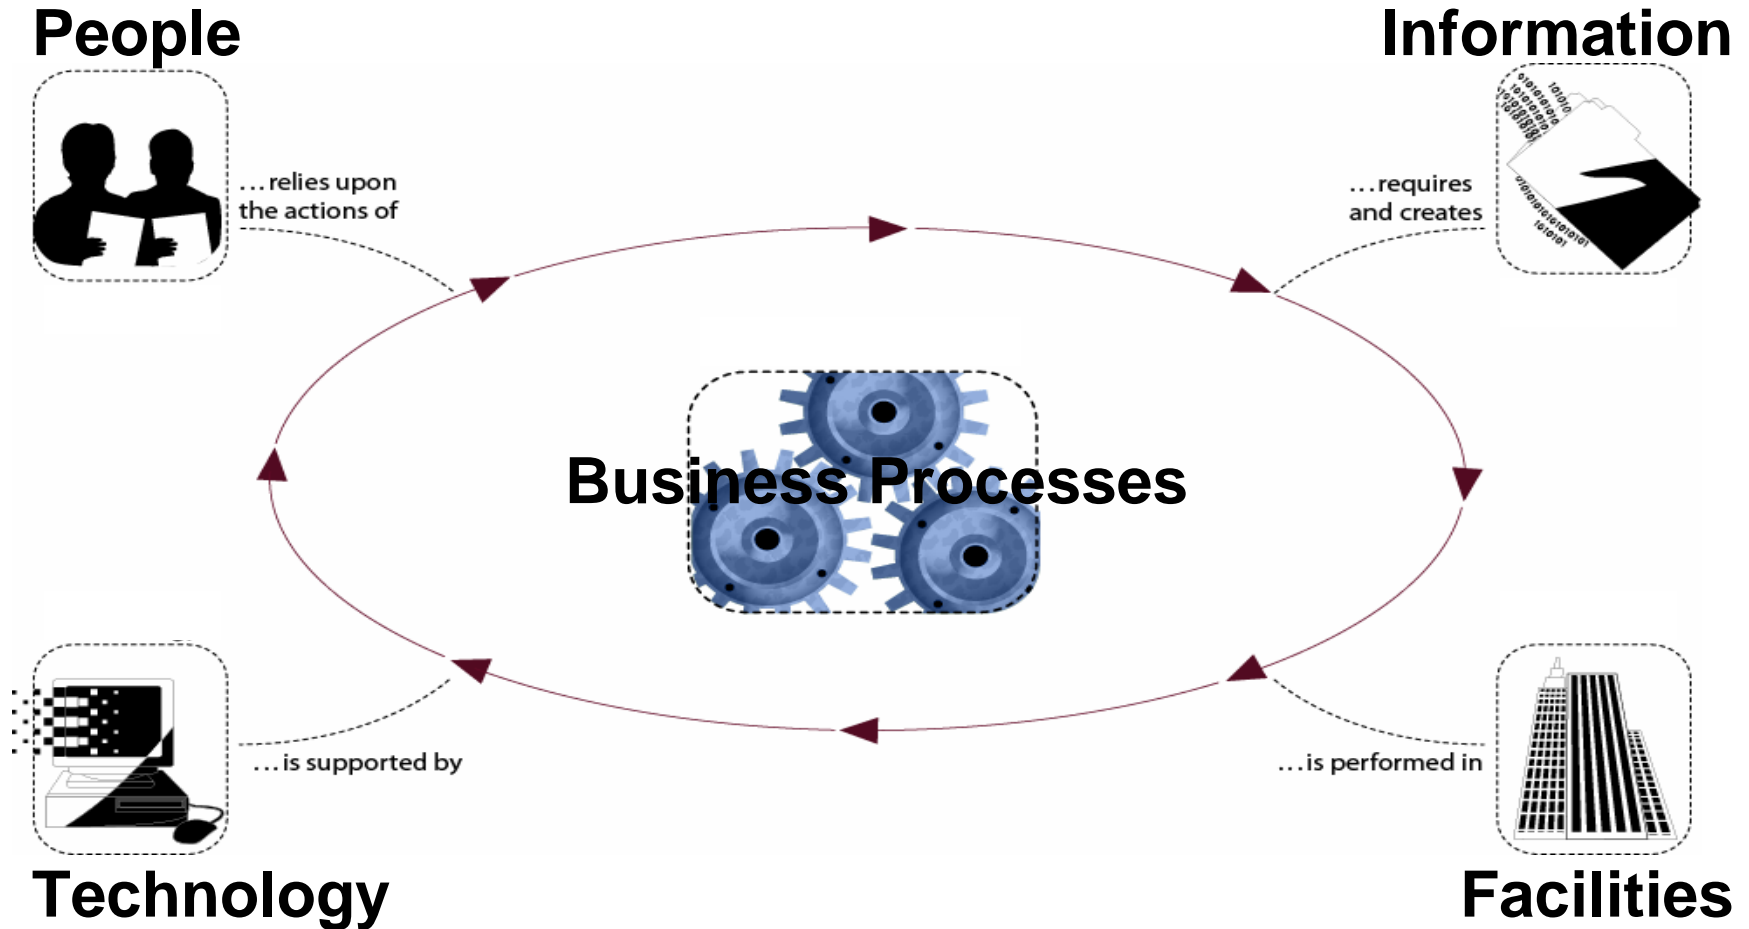 People
Information
…relies upon
the actions of
…requires
and creates
Business Processes
…is supported by
…is performed in
Technology
Facilities